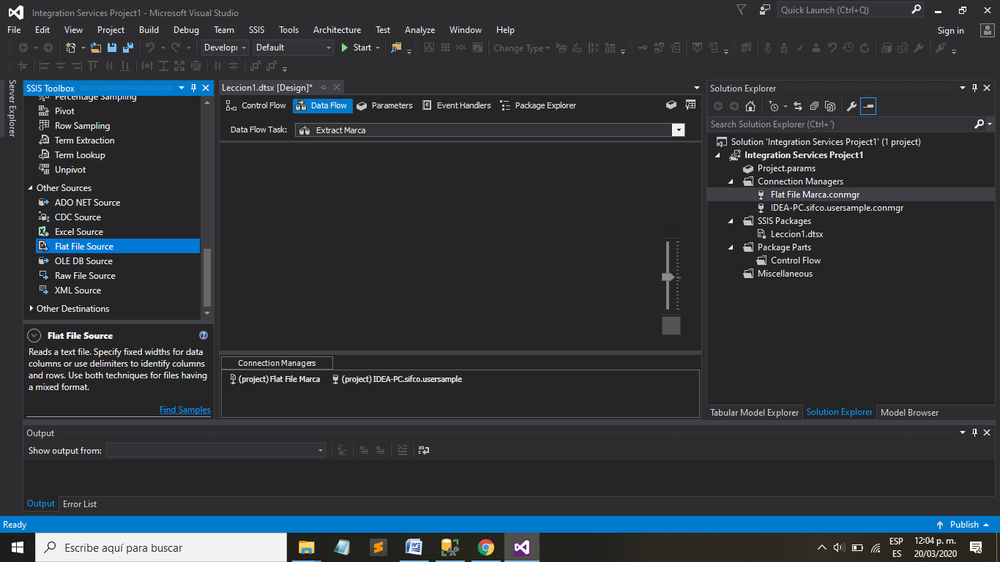 Integration Services Project1 - Microsoft Visual Studio
Quick Launch (Ctrl+Q)
File Edit View Project Build Debug Team SSIS Tools Architecture Test Analyze Window Help
Sign in
Develop Default Start
SQL Change Type
Server Explorer
SSIS Toolbox
Percentage Sampling
Pivot
Row Sampling
Term Extraction
Term Lookup
Unpivot
Other Sources
ADO NET Source
CDC Source
Excel Source
Flat File Source
OLE DB Source
Raw File Source
XML Source
Other Destinations
Flat File Source
Reads a text file. Specify fixed widths for data
columns or use delimiters to identify columns
and rows. Use both techniques for files having
a mixed format.
Find Samples
Leccion1.dtsx [Design]*
Control Flow Data Flow Parameters Event Handlers Package Explorer
Data Flow Task: Extract Marca
Connection Managers
(project) Flat File Marca (project) IDEA-PC.sifco.usersample
Solution Explorer
Search Solution Explorer (Ctrl+¨)
Solution 'Integration Services Project1' (1 project)
Integration Services Project1
Project.params
Connection Managers
Flat File Marca.conmgr
IDEA-PC.sifco.usersample.conmgr
SSIS Packages
Leccion1.dtsx
Package Parts
Control Flow
Miscellaneous
Tabular Model Explorer Solution Explorer Model Browser
Output
Show output from:
Output Error List
Ready
Publish
Escribe aquí para buscar
ESP
ES
12:04 p. m.
20/03/2020